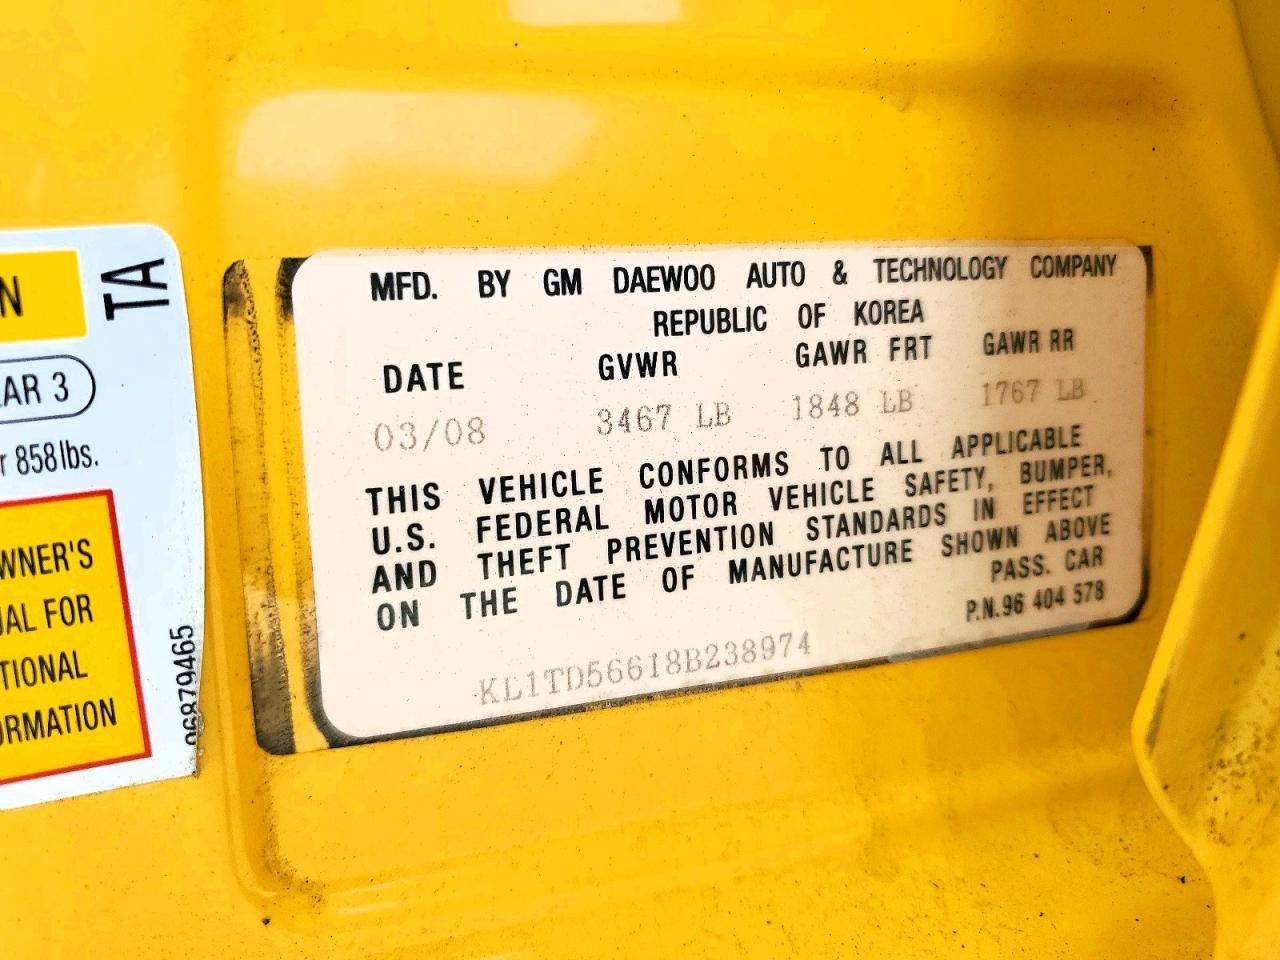 N
TA
AR 3
r 858lbs.
WNER'S
AL FOR
TIONAL
ORMATION
96879465
MFD. BY GM DAEWOO AUTO & TECHNOLOGY COMPANY
REPUBLIC OF KOREA
DATE GVWR GAWR FRT GAWR RR
03/08 3467 LB 1848 LB 1767 LB
THIS VEHICLE CONFORMS TO ALL APPLICABLE
U.S. FEDERAL MOTOR VEHICLE SAFETY, BUMPER,
AND THEFT PREVENTION STANDARDS IN EFFECT
ON THE DATE OF MANUFACTURE SHOWN ABOVE
PASS. CAR
P.N.96 404 578
KL1TD56618B238974